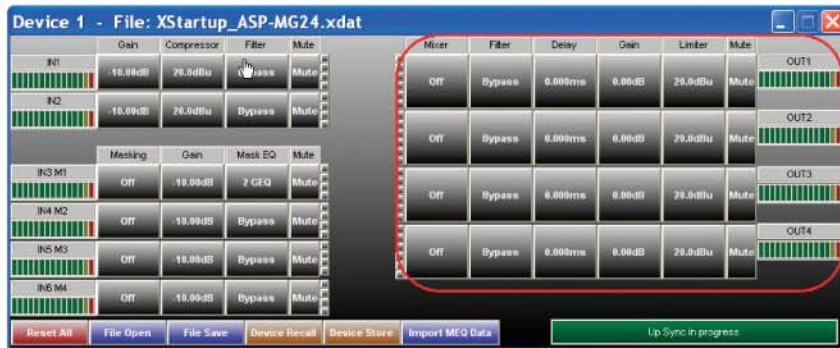 Device 1 - File: XStartup_ASP-MG24.xdat
Gain Compressor Filter Mute
IN1 -10.00dB 20.0dBu Bypass Mute
IN2 -10.00dB 20.0dBu Bypass Mute
Masking Gain Mask EQ Mute
IN3 M1 Off -10.00dB 2 GEQ Mute
IN4 M2 Off -10.00dB Bypass Mute
IN5 M3 Off -10.00dB Bypass Mute
IN6 M4 Off -10.00dB Bypass Mute
Mixer Filter Delay Gain Limiter Mute
Off Bypass 0.000ms 0.00dB 20.0dBu Mute OUT1
Off Bypass 0.000ms 0.00dB 20.0dBu Mute OUT2
Off Bypass 0.000ms 0.00dB 20.0dBu Mute OUT3
Off Bypass 0.000ms 0.00dB 20.0dBu Mute OUT4
Reset All File Open File Save Device Recall Device Store Import MEQ Data Up Sync in progress